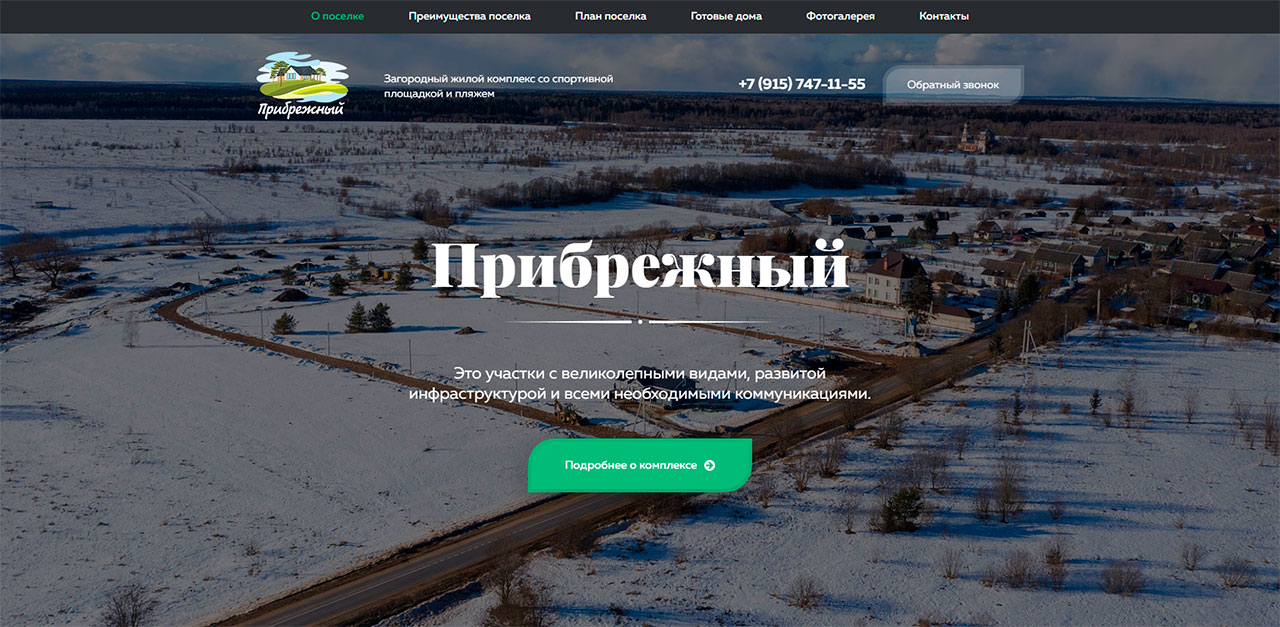 О поселке Преимущества поселка План поселка Готовые дома Фотогалерея Контакты
Прибрежный
Загородный жилой комплекс со спортивной
площадкой и пляжем
+7 (915) 747-11-55
Обратный звонок
Прибрежный
Это участки с великолепными видами, развитой
инфраструктурой и всеми необходимыми коммуникациями.
Подробнее о комплексе